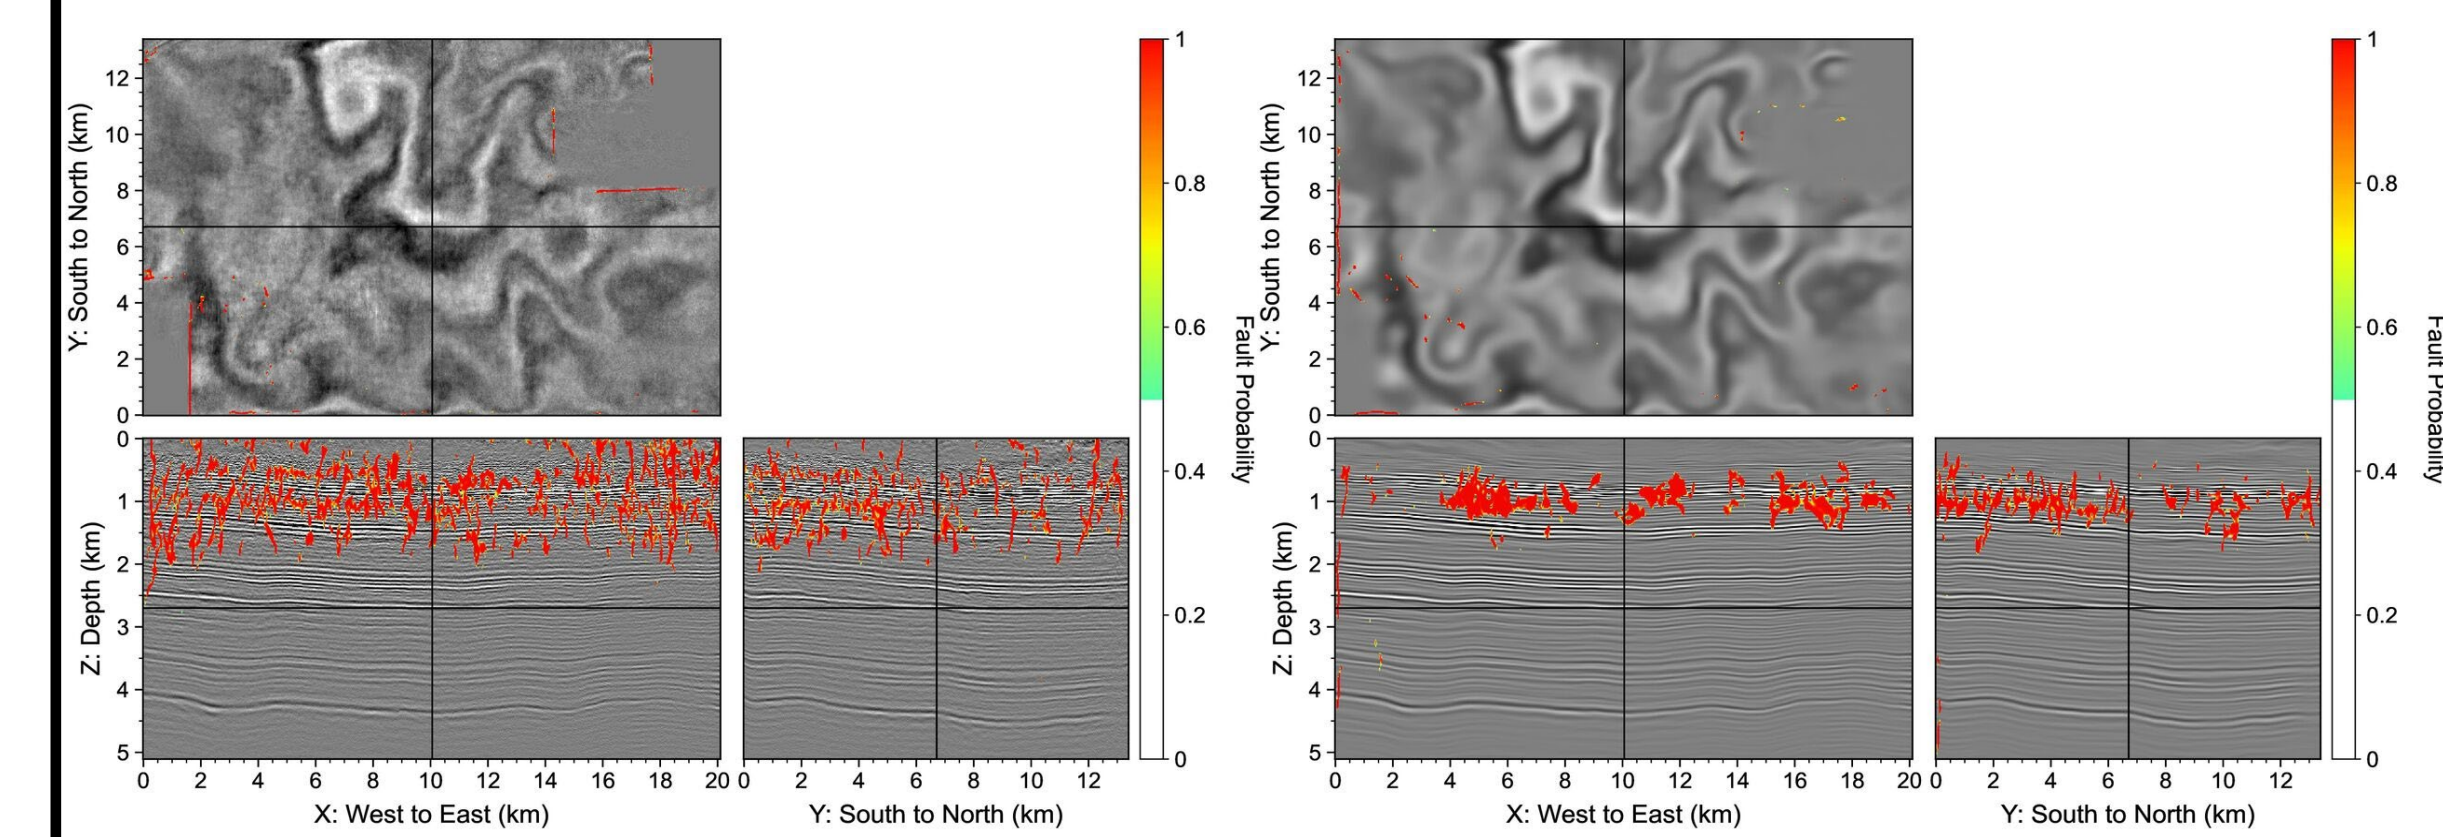 12
10
8
6
4
2
0
Y: South to North (km)
0
1
2
3
4
5
Z: Depth (km)
0 2 4 6 8 10 12 14 16 18 20
X: West to East (km)
0 2 4 6 8 10 12
Y: South to North (km)
1
0.8
0.6
0.4
0.2
0
Fault Probability
12
10
8
6
4
2
0
Y: South to North (km)
0
1
2
3
4
5
Z: Depth (km)
0 2 4 6 8 10 12 14 16 18 20
X: West to East (km)
0 2 4 6 8 10 12
Y: South to North (km)
1
0.8
0.6
0.4
0.2
0
Fault Probability